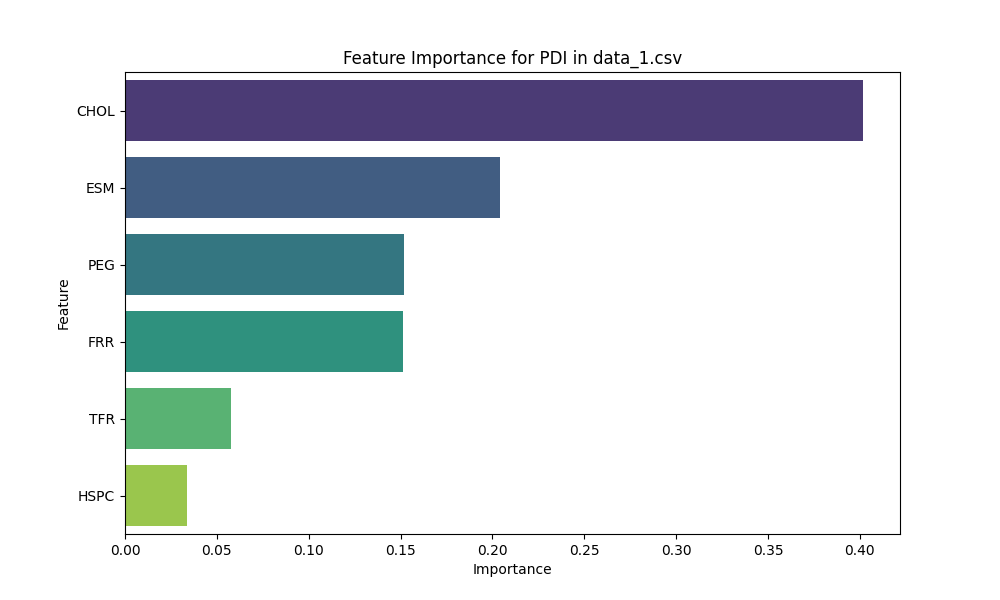 Feature Importance for PDI in data_1.csv
CHOL
ESM
PEG
FRR
TFR
HSPC
Feature
0.00 0.05 0.10 0.15 0.20 0.25 0.30 0.35 0.40
Importance